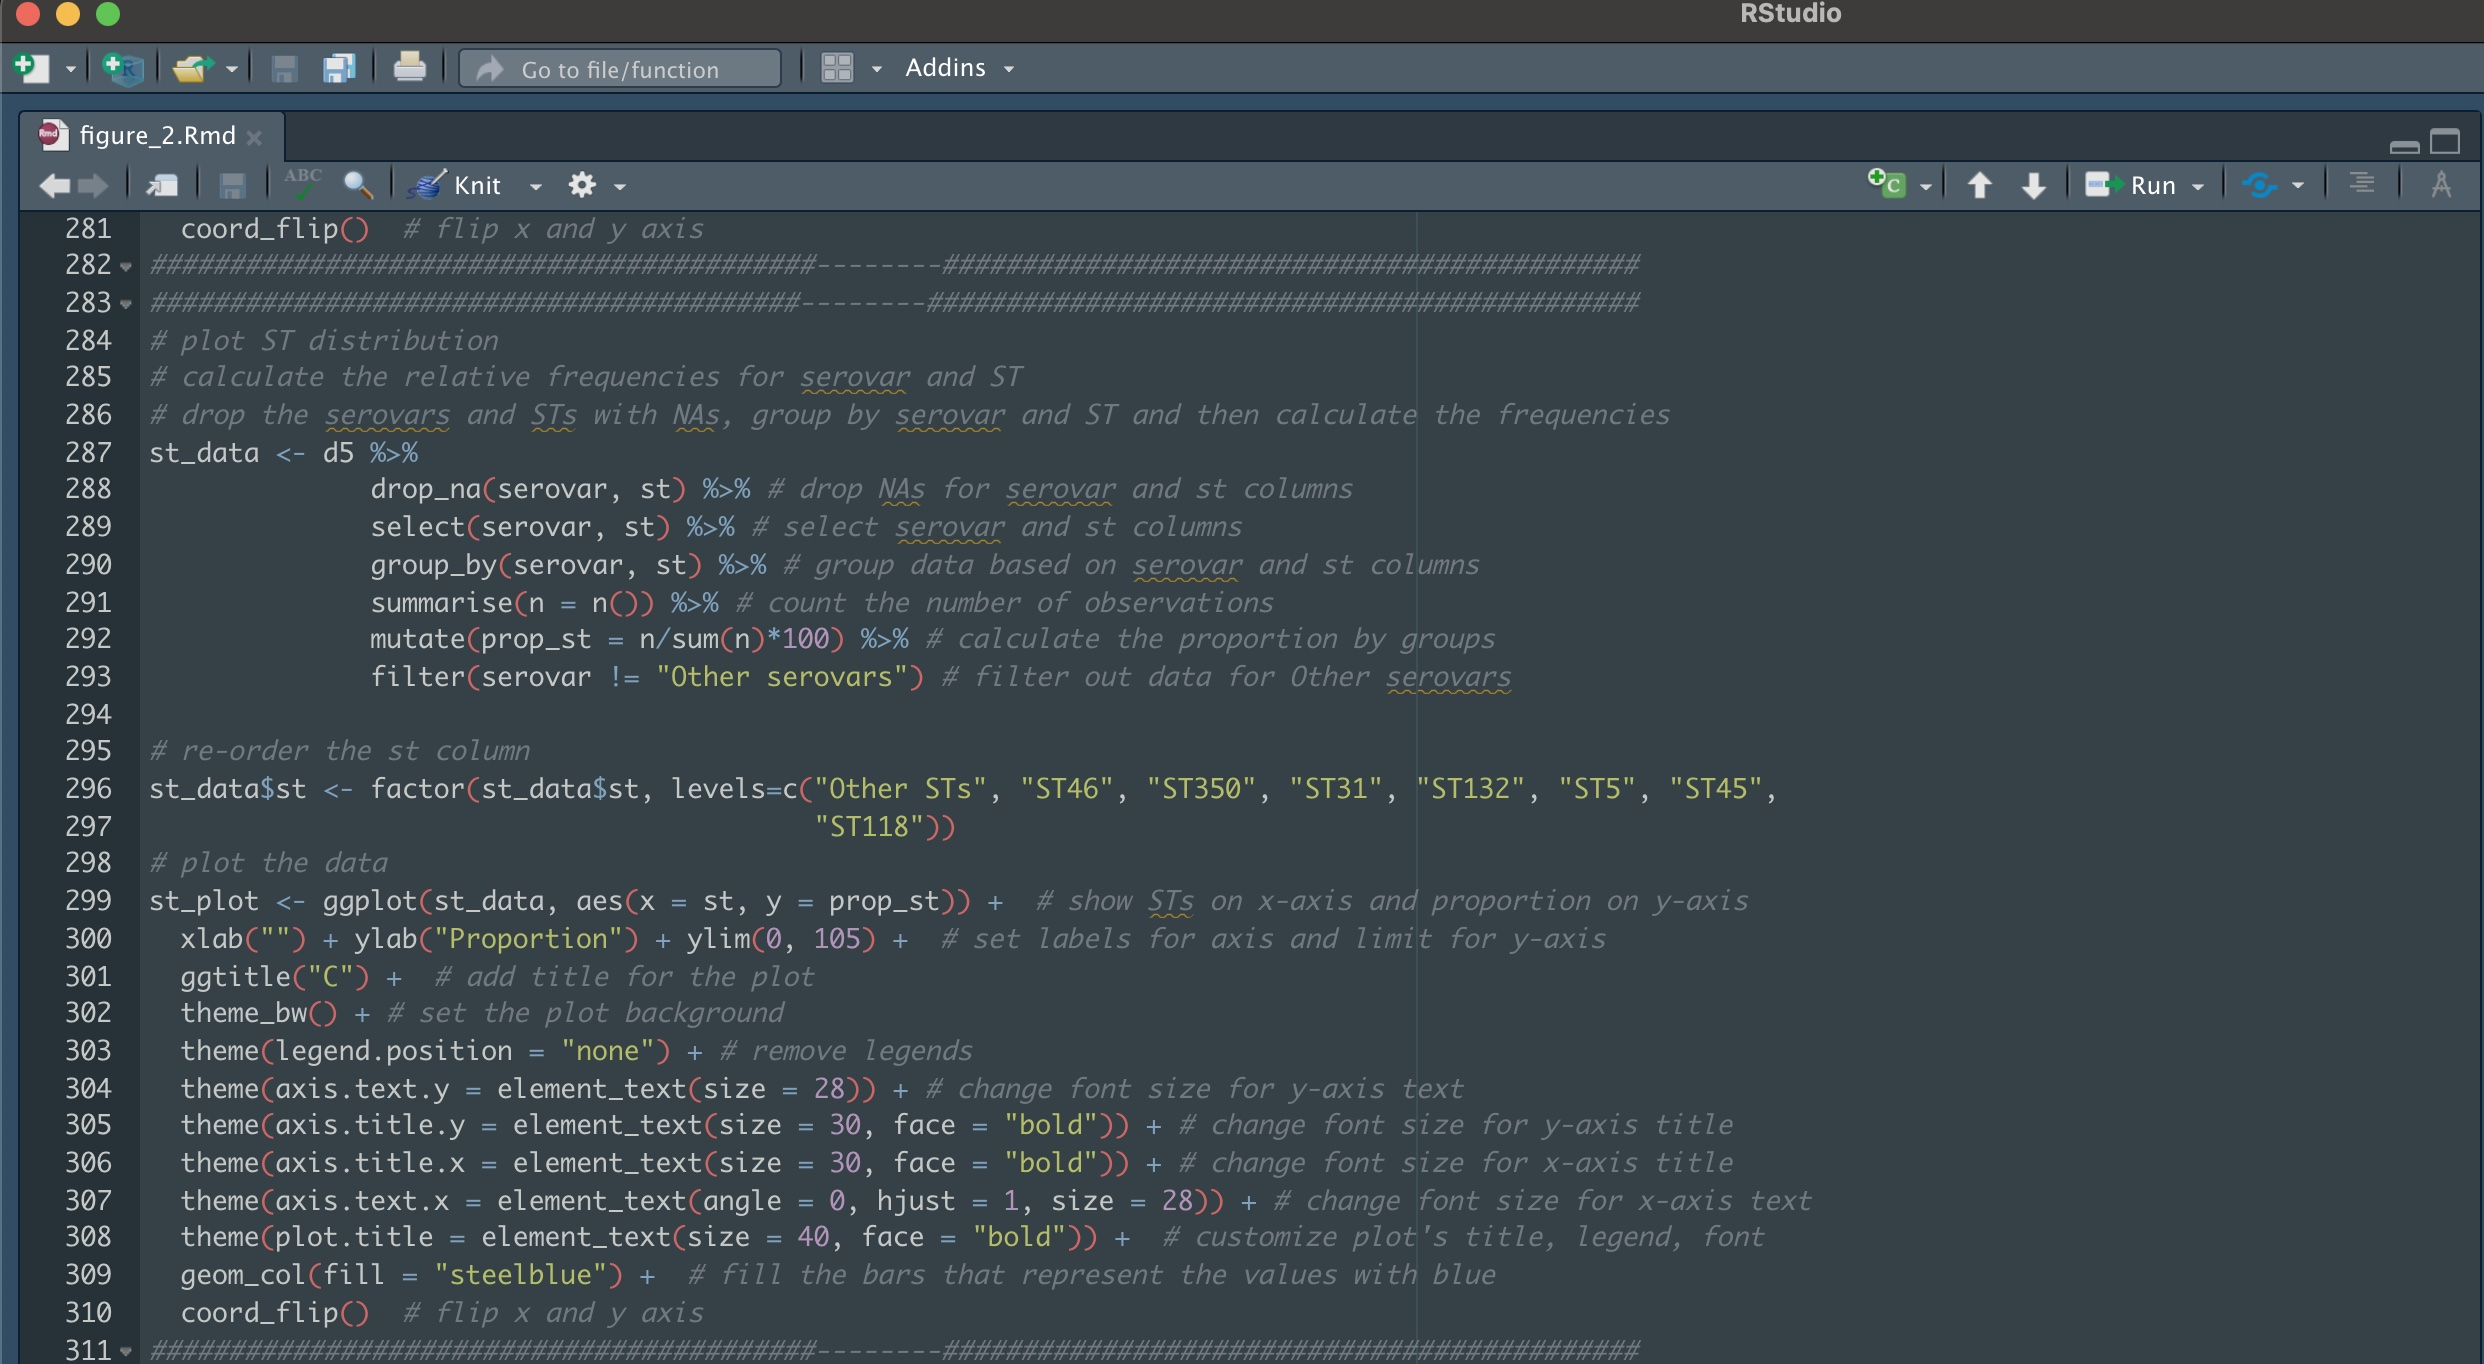 RStudio
Go to file/function
Addins
figure_2.Rmd
ABC
Knit
Run
281   coord_flip()  # flip x and y axis
282 ##########################################--------############################################
283 #########################################--------#############################################
284 # plot ST distribution
285 # calculate the relative frequencies for serovar and ST
286 # drop the serovars and STs with NAs, group by serovar and ST and then calculate the frequencies
287 st_data <- d5 %>%
288               drop_na(serovar, st) %>% # drop NAs for serovar and st columns
289               select(serovar, st) %>% # select serovar and st columns
290               group_by(serovar, st) %>% # group data based on serovar and st columns
291               summarise(n = n()) %>% # count the number of observations
292               mutate(prop_st = n/sum(n)*100) %>% # calculate the proportion by groups
293               filter(serovar != "Other serovars") # filter out data for Other serovars
294
295 # re-order the st column
296 st_data$st <- factor(st_data$st, levels=c("Other STs", "ST46", "ST350", "ST31", "ST132", "ST5", "ST45",
297                                           "ST118"))
298 # plot the data
299 st_plot <- ggplot(st_data, aes(x = st, y = prop_st)) +  # show STs on x-axis and proportion on y-axis
300   xlab("") + ylab("Proportion") + ylim(0, 105) +  # set labels for axis and limit for y-axis
301   ggtitle("C") +  # add title for the plot
302   theme_bw() + # set the plot background
303   theme(legend.position = "none") + # remove legends
304   theme(axis.text.y = element_text(size = 28)) + # change font size for y-axis text
305   theme(axis.title.y = element_text(size = 30, face = "bold")) + # change font size for y-axis title
306   theme(axis.title.x = element_text(size = 30, face = "bold")) + # change font size for x-axis title
307   theme(axis.text.x = element_text(angle = 0, hjust = 1, size = 28)) + # change font size for x-axis text
308   theme(plot.title = element_text(size = 40, face = "bold")) +  # customize plot's title, legend, font
309   geom_col(fill = "steelblue") +  # fill the bars that represent the values with blue
310   coord_flip()  # flip x and y axis
311 ##########################################--------############################################